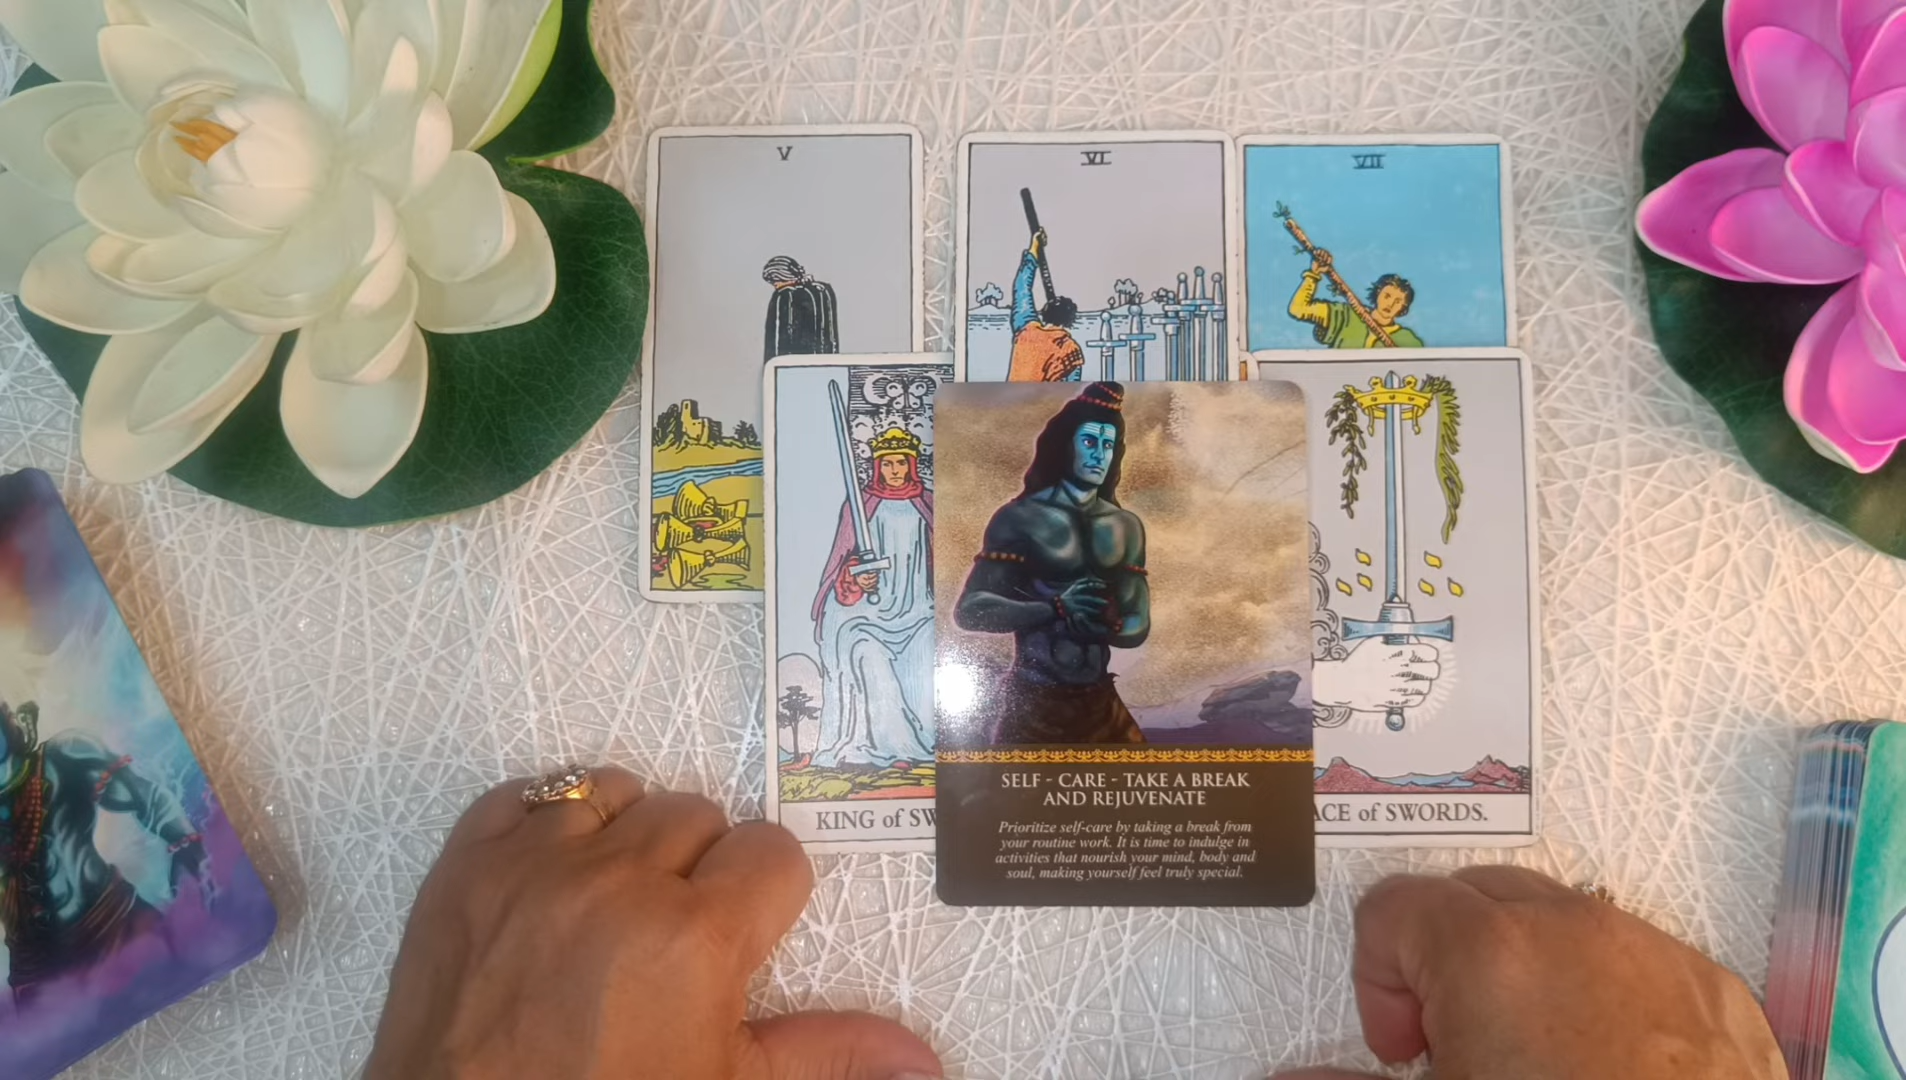 V
VI
VII
KING of SW
ACE of SWORDS.
SELF - CARE - TAKE A BREAK
AND REJUVENATE
Prioritize self-care by taking a break from
your routine work. It is time to indulge in
activities that nourish your mind, body and
soul, making yourself feel truly special.